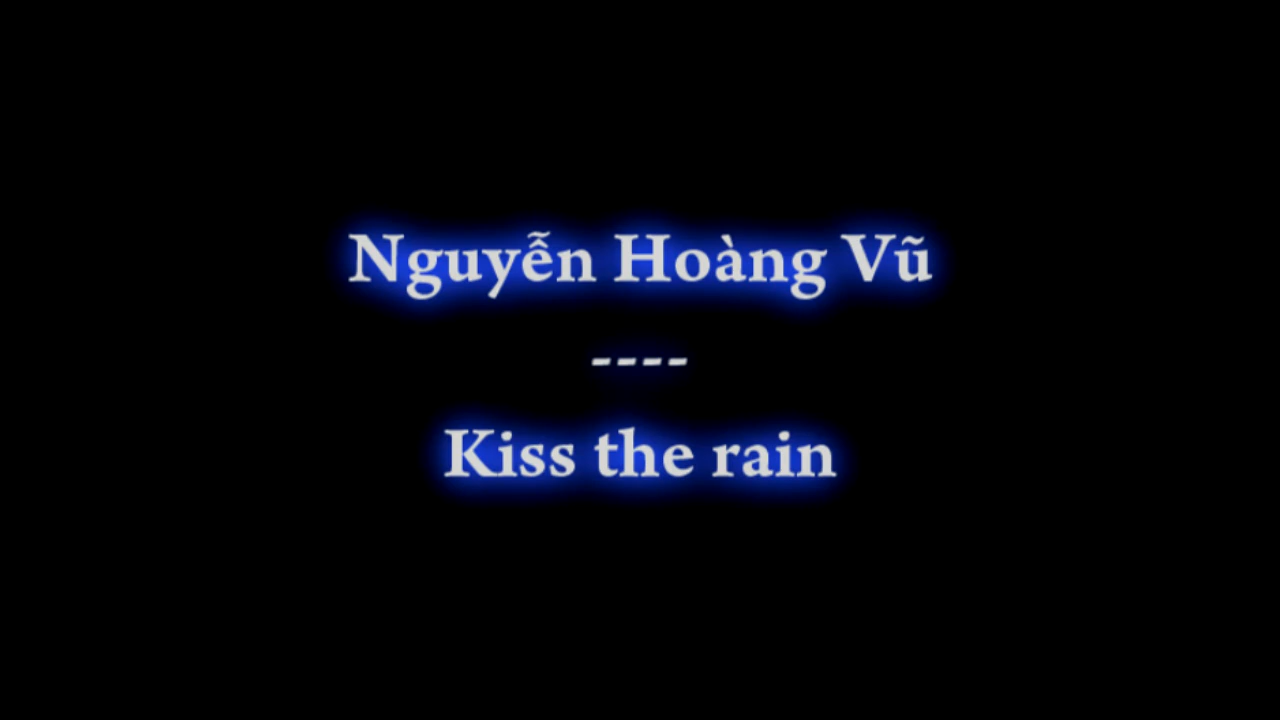 Nguyễn Hoàng Vũ
----
Kiss the rain